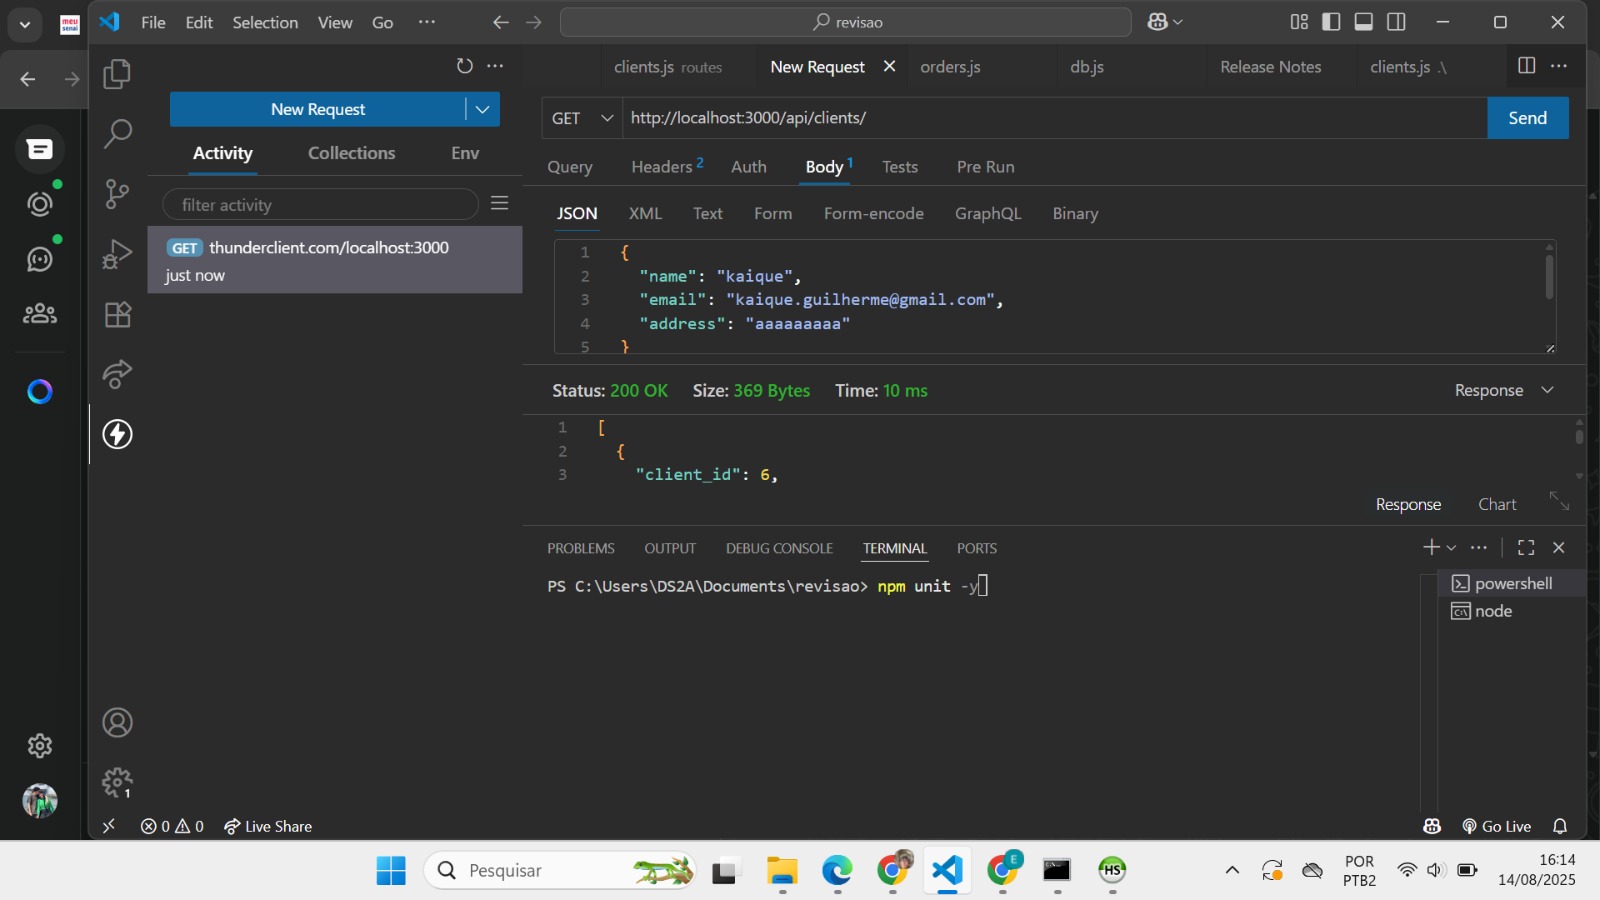 meu
senai
File Edit Selection View Go ···
revisao
clients.js routes
New Request
orders.js
db.js
Release Notes
clients.js .\
New Request
GET
http://localhost:3000/api/clients/
Send
Activity
Collections
Env
Query
Headers 2
Auth
Body 1
Tests
Pre Run
filter activity
JSON
XML
Text
Form
Form-encode
GraphQL
Binary
GET thunderclient.com/localhost:3000
just now
1 {
2 "name": "kaique",
3 "email": "kaique.guilherme@gmail.com",
4 "address": "aaaaaaaaa"
5 }
Status: 200 OK Size: 369 Bytes Time: 10 ms
Response
1 [
2 {
3 "client_id": 6,
Response
Chart
PROBLEMS
OUTPUT
DEBUG CONSOLE
TERMINAL
PORTS
PS C:\Users\DS2A\Documents\revisao> npm unit -y
powershell
node
1
0 0
Live Share
Go Live
Pesquisar
E
HS
POR
PTB2
16:14
14/08/2025